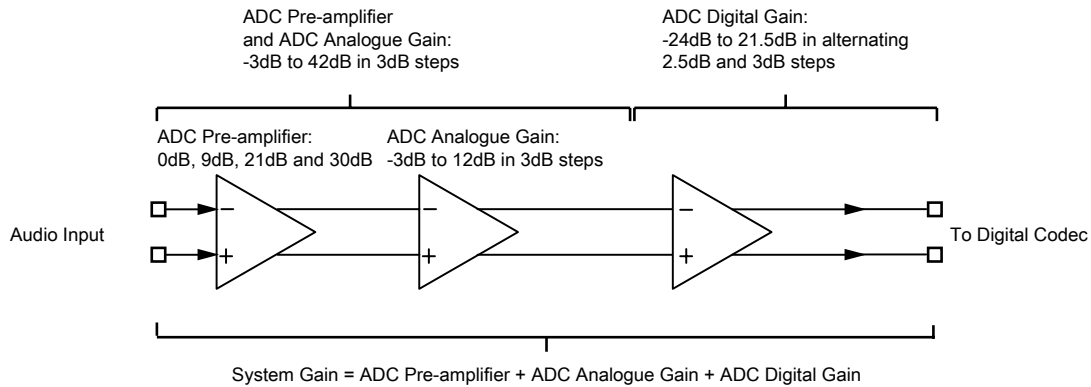 ADC Pre-amplifier
and ADC Analogue Gain:
-3dB to 42dB in 3dB steps
ADC Digital Gain:
-24dB to 21.5dB in alternating
2.5dB and 3dB steps
ADC Pre-amplifier:
0dB, 9dB, 21dB and 30dB
ADC Analogue Gain:
-3dB to 12dB in 3dB steps
Audio Input
− − −
+ + +
To Digital Codec
System Gain = ADC Pre-amplifier + ADC Analogue Gain + ADC Digital Gain